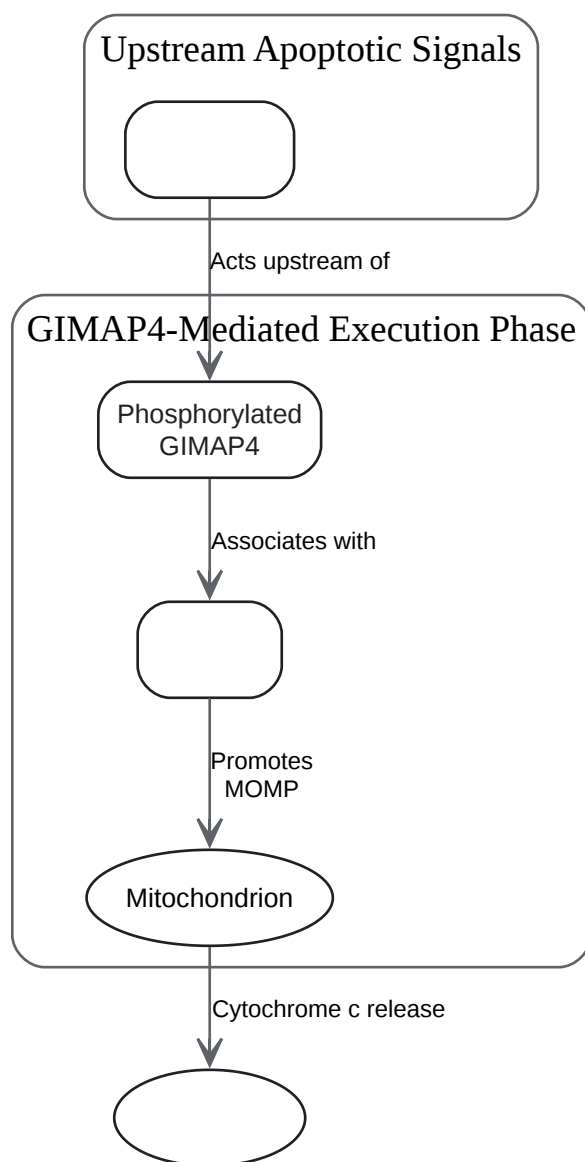 Upstream Apoptotic Signals
Acts upstream of
GIMAP4-Mediated Execution Phase
Phosphorylated
GIMAP4
Associates with
Promotes
MOMP
Mitochondrion
Cytochrome c release